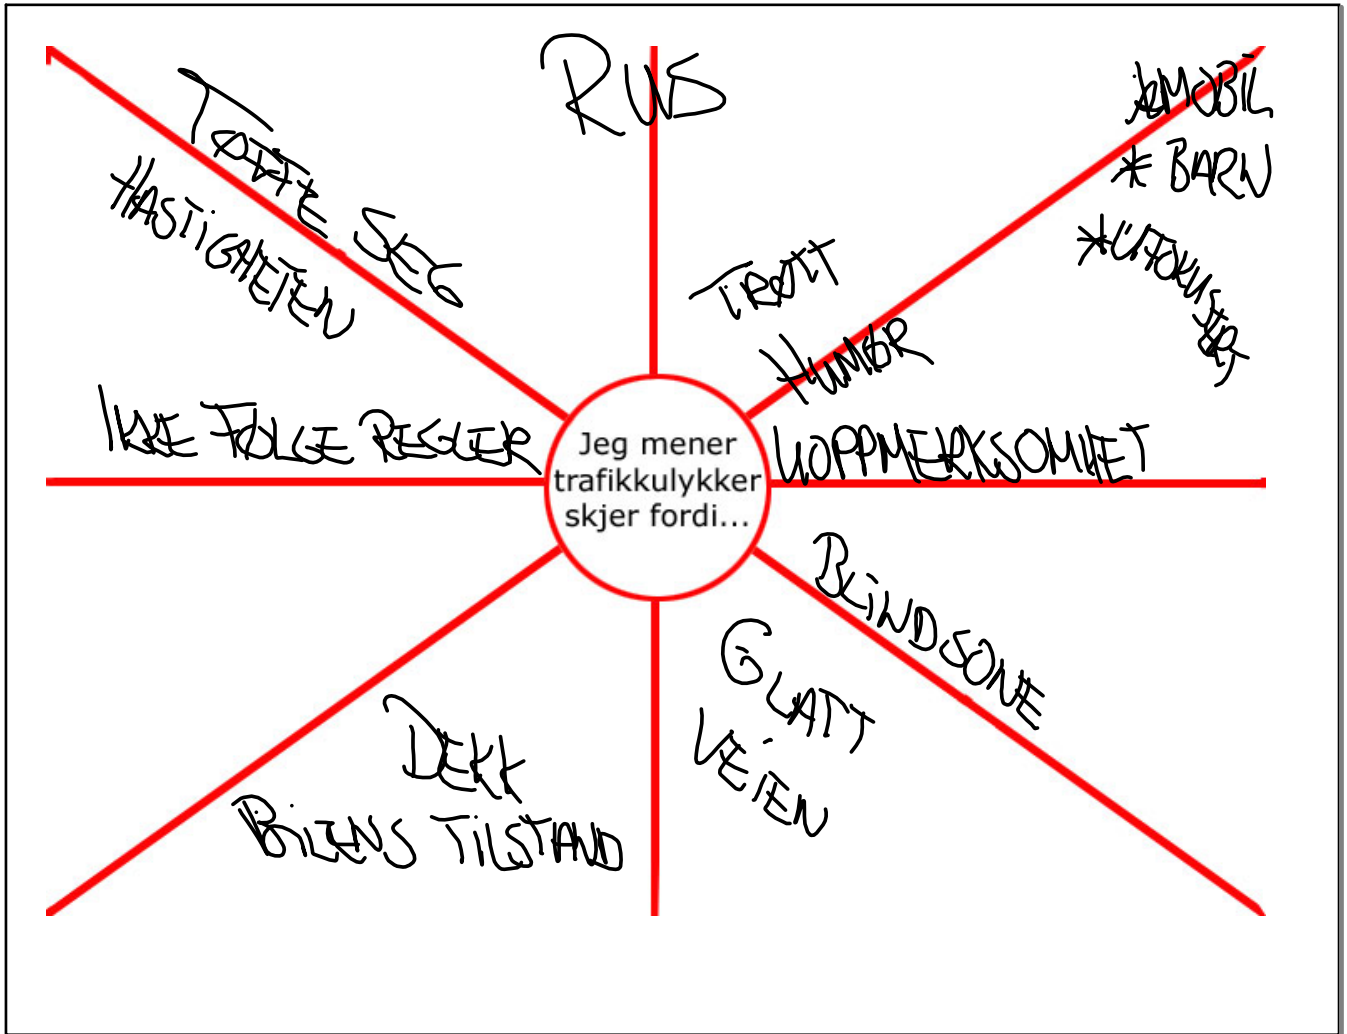 RUS
TØFFE SEG
HASTIGHETEN
IKKE FØLGE REGLER
*MOBIL
* BARN
*UFOKUSERT
TRØTT
HUMØR
UOPPMERKSOMHET
Jeg mener
trafikkulykker
skjer fordi...
BLINDSONE
GLATT
VEIEN
DEKK
BILENS TILSTAND